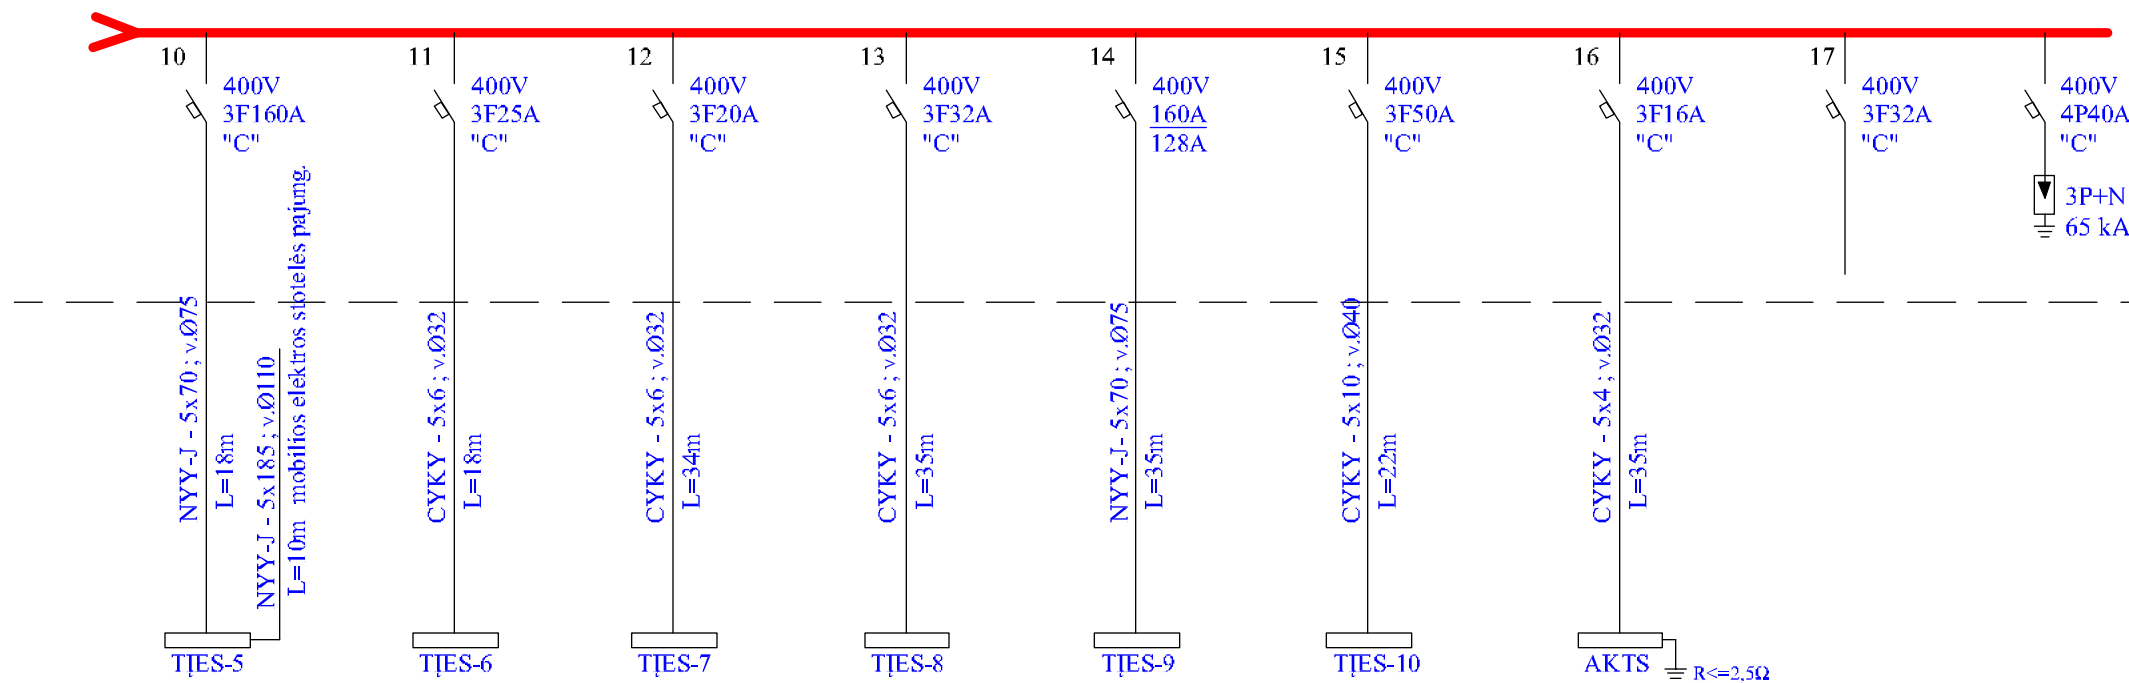 10
400V
3F160A
"C"
11
400V
3F25A
"C"
12
400V
3F20A
"C"
13
400V
3F32A
"C"
14
400V
160A
128A
15
400V
3F50A
"C"
16
400V
3F16A
"C"
17
400V
3F32A
"C"
400V
4P40A
"C"
3P+N
65 kA
NYY-J - 5x70 ; v.Ø75
L=18m
NYY-J - 5x185 ; v.Ø110
L=10m mobilios elektros stotelės pajung.
CYKY - 5x6 ; v.Ø32
L=18m
CYKY - 5x6 ; v.Ø32
L=34m
CYKY - 5x6 ; v.Ø32
L=35m
NYY-J - 5x70 ; v.Ø75
L=35m
CYKY - 5x10 ; v.Ø40
L=22m
CYKY - 5x4 ; v.Ø32
L=35m
TĮES-5
TĮES-6
TĮES-7
TĮES-8
TĮES-9
TĮES-10
AKTS
R<=2,5Ω